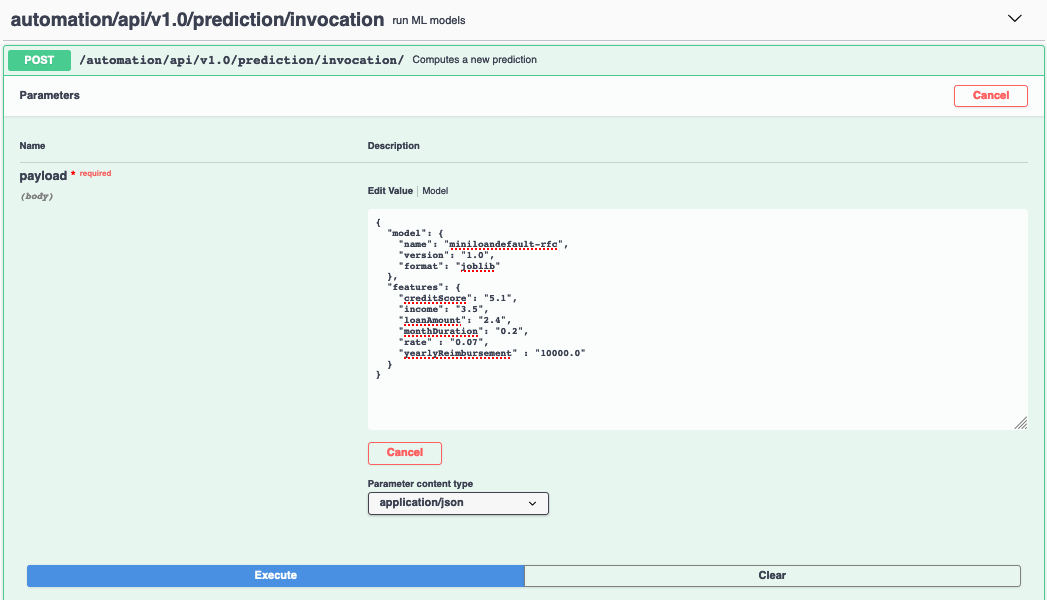 automation/api/v1.0/prediction/invocation run ML models
POST /automation/api/v1.0/prediction/invocation/ Computes a new prediction
Parameters
Cancel
Name Description
payload * required
(body)
Edit Value | Model
{
  "model": {
    "name": "miniloandefault-rfc",
    "version": "1.0",
    "format": "joblib"
  },
  "features": {
    "creditScore": "5.1",
    "income": "3.5",
    "loanAmount": "2.4",
    "monthDuration": "0.2",
    "rate" : "0.07",
    "yearlyReimbursement" : "10000.0"
  }
}
Cancel
Parameter content type
application/json
Execute Clear